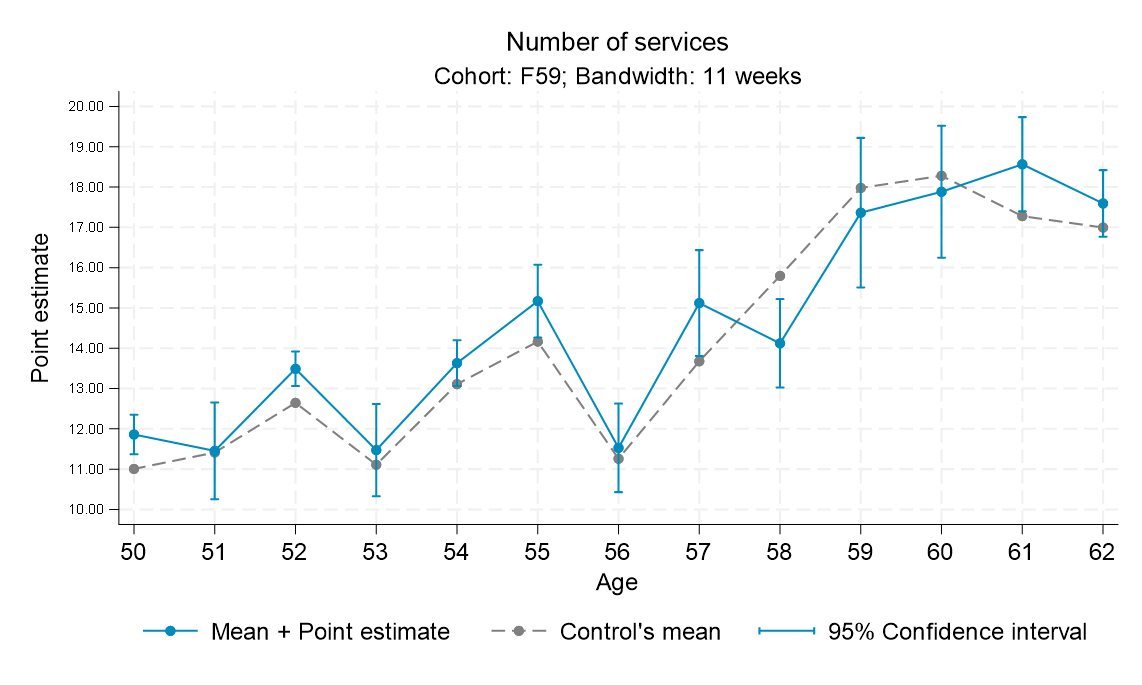 Number of services
Cohort: F59; Bandwidth: 11 weeks
20.00
19.00
18.00
17.00
16.00
15.00
14.00
13.00
12.00
11.00
10.00
Point estimate
50 51 52 53 54 55 56 57 58 59 60 61 62
Age
Mean + Point estimate Control's mean 95% Confidence interval